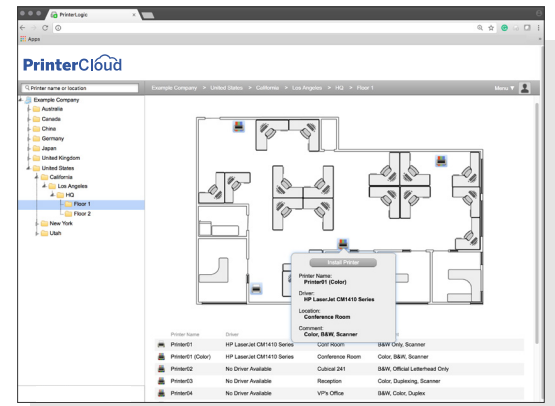 PrinterLogic
Apps
PrinterCloud
Printer name or location
Example Company > United States > California > Los Angeles > HQ > Floor 1
Menu ▼
Example Company
Australia
Canada
China
Germany
Japan
United Kingdom
United States
California
Los Angeles
HQ
Floor 1
Floor 2
New York
Utah
Install Printer
Printer Name:
Printer01 (Color)
Driver:
HP LaserJet CM1410 Series
Location:
Conference Room
Comment:
Color, B&W, Scanner
Printer Name Driver
Printer01 HP LaserJet CM1410 Series Conf Room B&W Only, Scanner
Printer01 (Color) HP LaserJet CM1410 Series Conference Room Color, B&W, Scanner
Printer02 No Driver Available Cubical 241 B&W, Official Letterhead Only
Printer03 No Driver Available Reception Color, Duplexing, Scanner
Printer04 No Driver Available VP's Office B&W, Color, Duplex